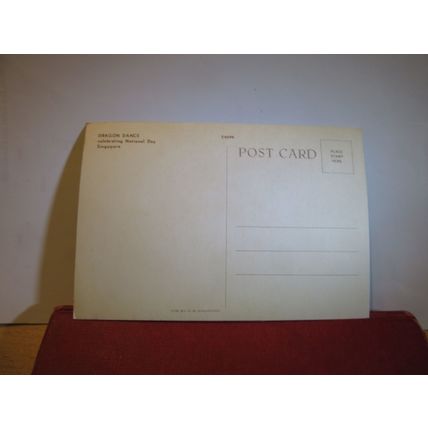 DRAGON DANCE
celebrating National Day
Singapore
POST CARD
PLACE
STAMP
HERE